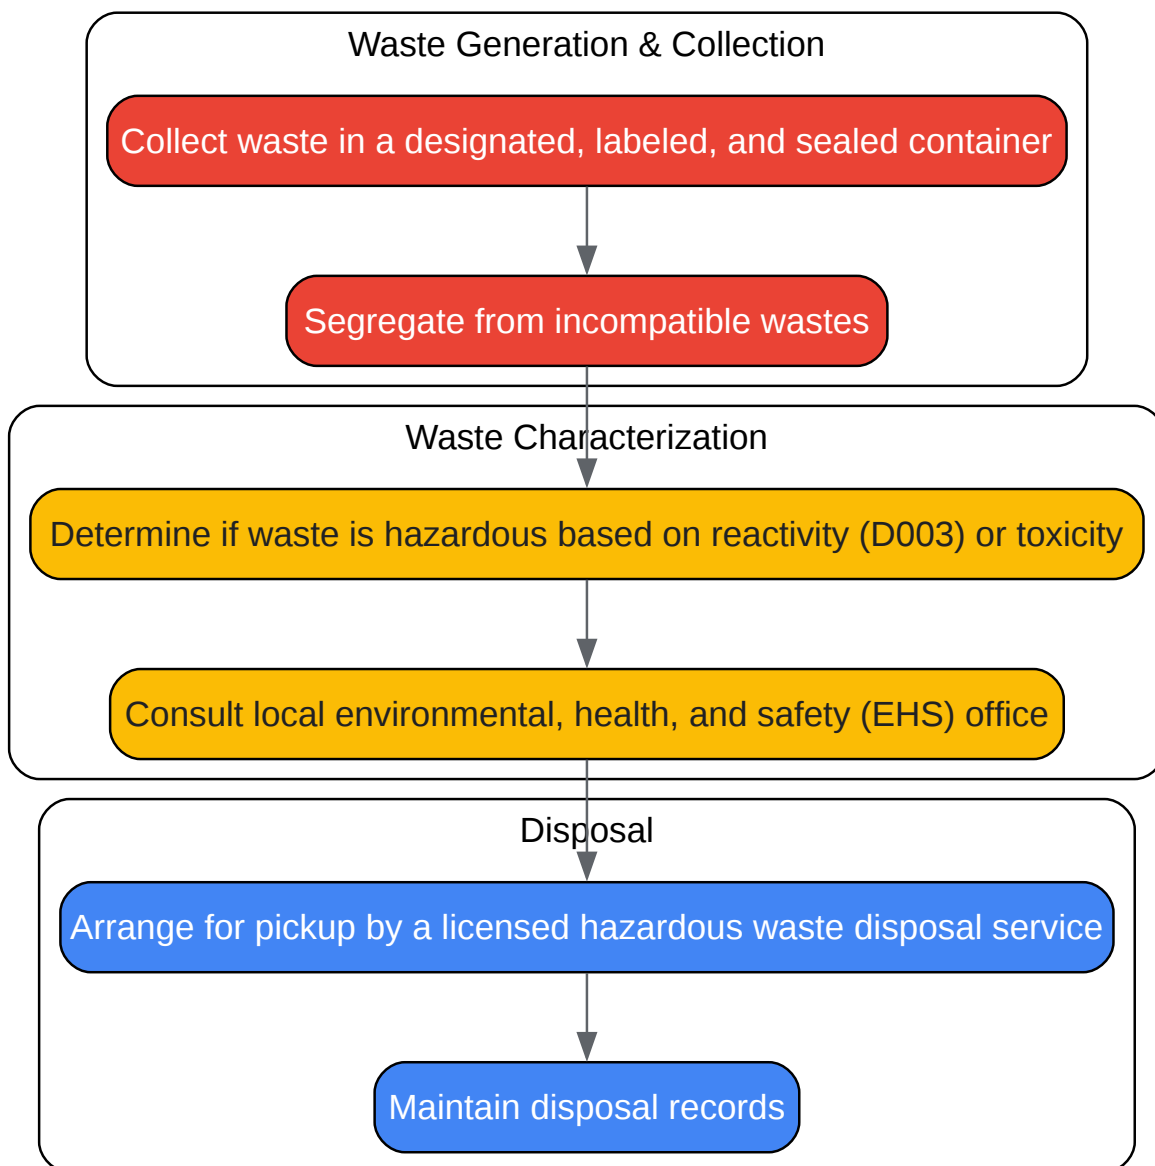 Waste Generation & Collection
Collect waste in a designated, labeled, and sealed container
Segregate from incompatible wastes
Waste Characterization
Determine if waste is hazardous based on reactivity (D003) or toxicity
Consult local environmental, health, and safety (EHS) office
Disposal
Arrange for pickup by a licensed hazardous waste disposal service
Maintain disposal records